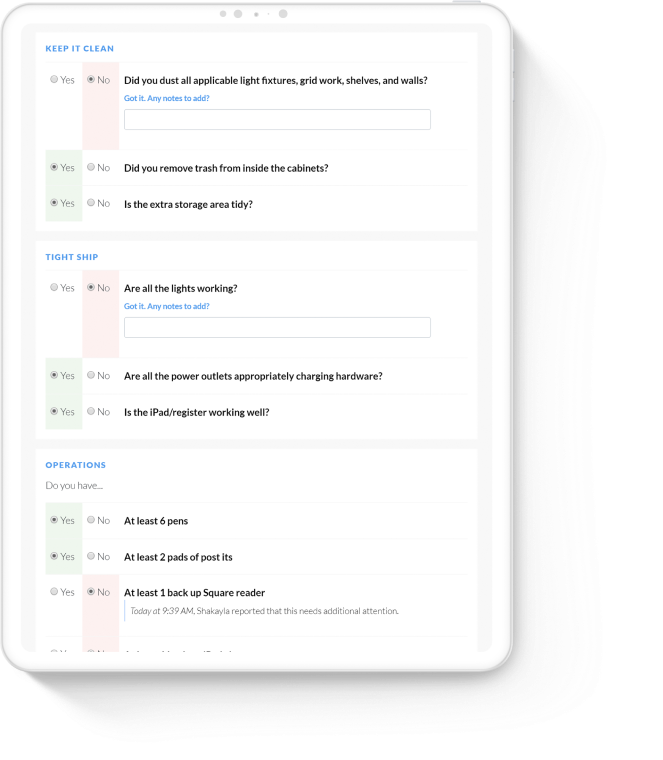 KEEP IT CLEAN
Yes No Did you dust all applicable light fixtures, grid work, shelves, and walls?
Got it. Any notes to add?
Yes No Did you remove trash from inside the cabinets?
Yes No Is the extra storage area tidy?
TIGHT SHIP
Yes No Are all the lights working?
Got it. Any notes to add?
Yes No Are all the power outlets appropriately charging hardware?
Yes No Is the iPad/register working well?
OPERATIONS
Do you have...
Yes No At least 6 pens
Yes No At least 2 pads of post its
Yes No At least 1 back up Square reader
Today at 9:39 AM, Shakayla reported that this needs additional attention.